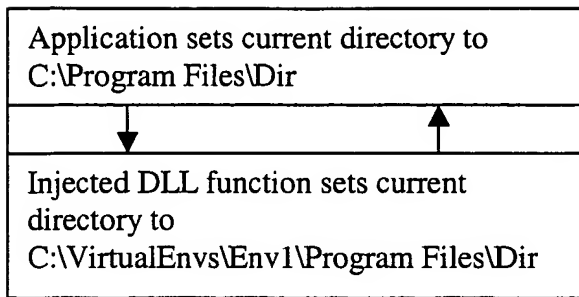 Application sets current directory to
C:\Program Files\Dir
Injected DLL function sets current
directory to
C:\VirtualEnvs\Env1\Program Files\Dir